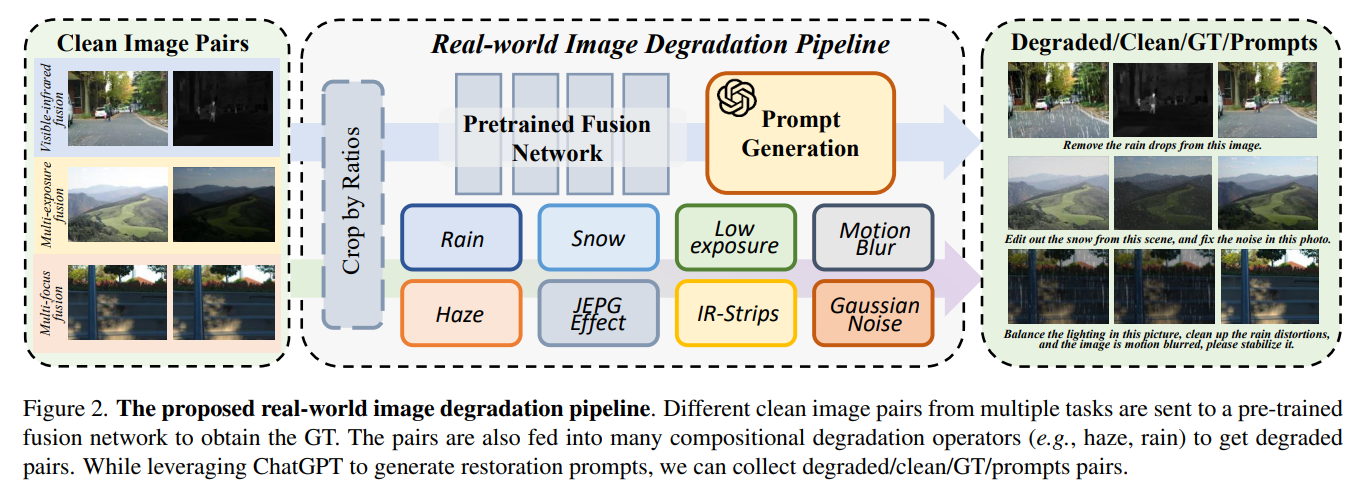 Clean Image Pairs
Visible-infrared
fusion
Multi-exposure
fusion
Multi-focus
fusion
Real-world Image Degradation Pipeline
Crop by Ratios
Pretrained Fusion
Network
Prompt
Generation
Rain
Snow
Low
exposure
Motion
Blur
Haze
JEPG
Effect
IR-Strips
Gaussian
Noise
Degraded/Clean/GT/Prompts
Remove the rain drops from this image.
Edit out the snow from this scene, and fix the noise in this photo.
Balance the lighting in this picture, clean up the rain distortions,
and the image is motion blurred, please stabilize it.
Figure 2. The proposed real-world image degradation pipeline. Different clean image pairs from multiple tasks are sent to a pre-trained
fusion network to obtain the GT. The pairs are also fed into many compositional degradation operators (e.g., haze, rain) to get degraded
pairs. While leveraging ChatGPT to generate restoration prompts, we can collect degraded/clean/GT/prompts pairs.